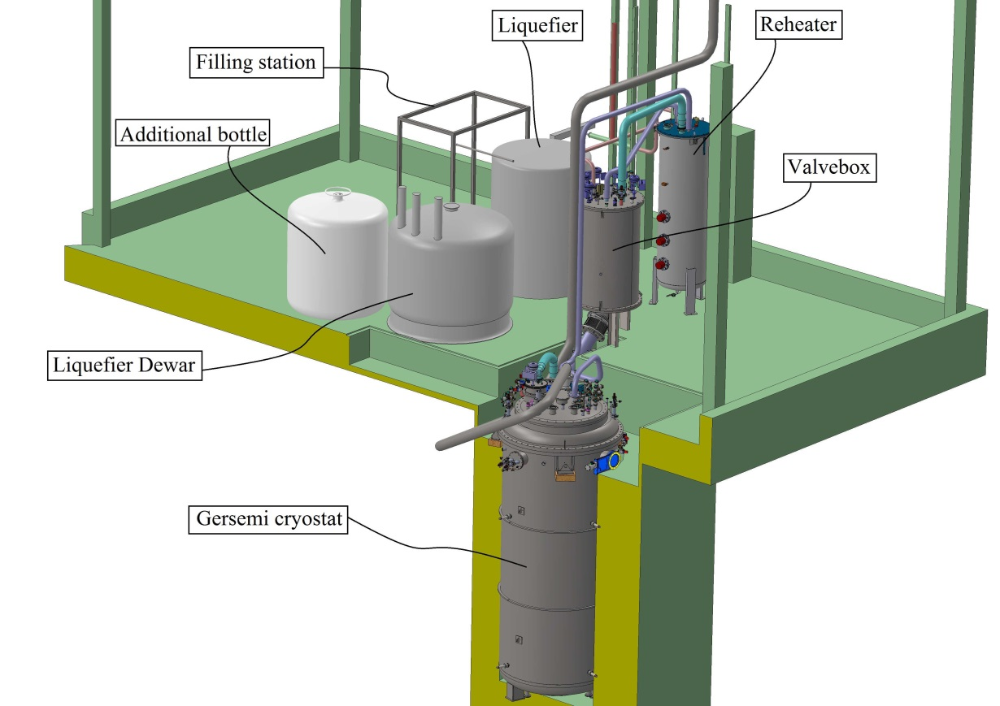 Liquefier
Reheater
Filling station
Additional bottle
Valvebox
Liquefier Dewar
Gersemi cryostat